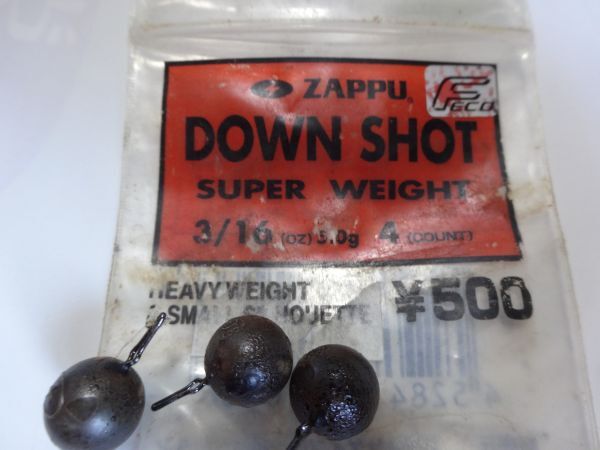 ZAPPU
FECO
DOWN SHOT
SUPER WEIGHT
3/16 (OZ) 5.0g 4 (COUNT)
HEAVY WEIGHT
SMALL SILHOUETTE
¥500